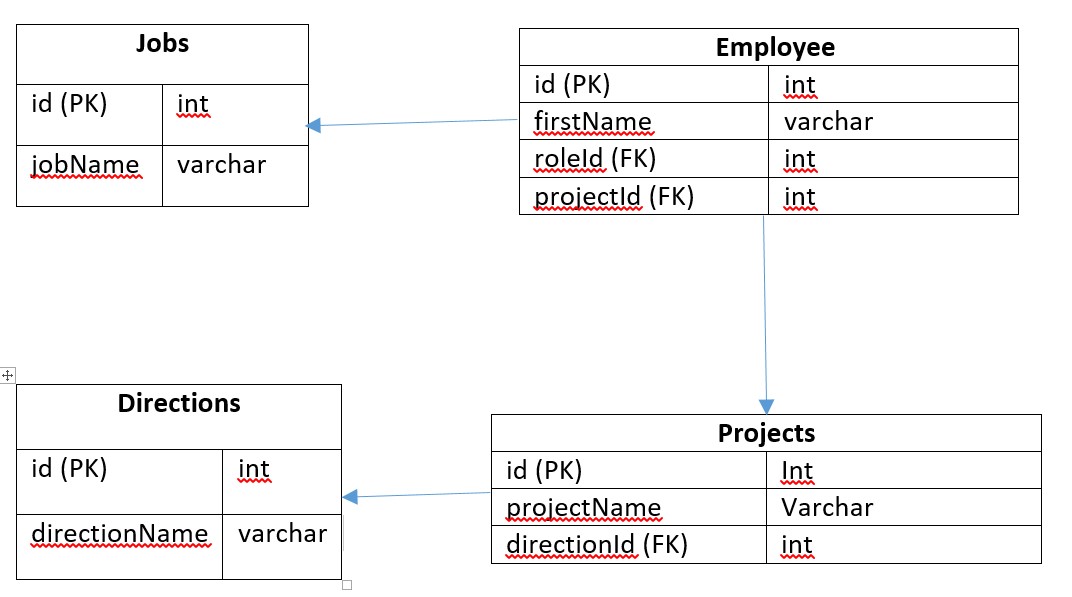 Jobs
id (PK) int
jobName varchar
Employee
id (PK) int
firstName varchar
roleId (FK) int
projectId (FK) int
Directions
id (PK) int
directionName varchar
Projects
id (PK) Int
projectName Varchar
directionId (FK) int